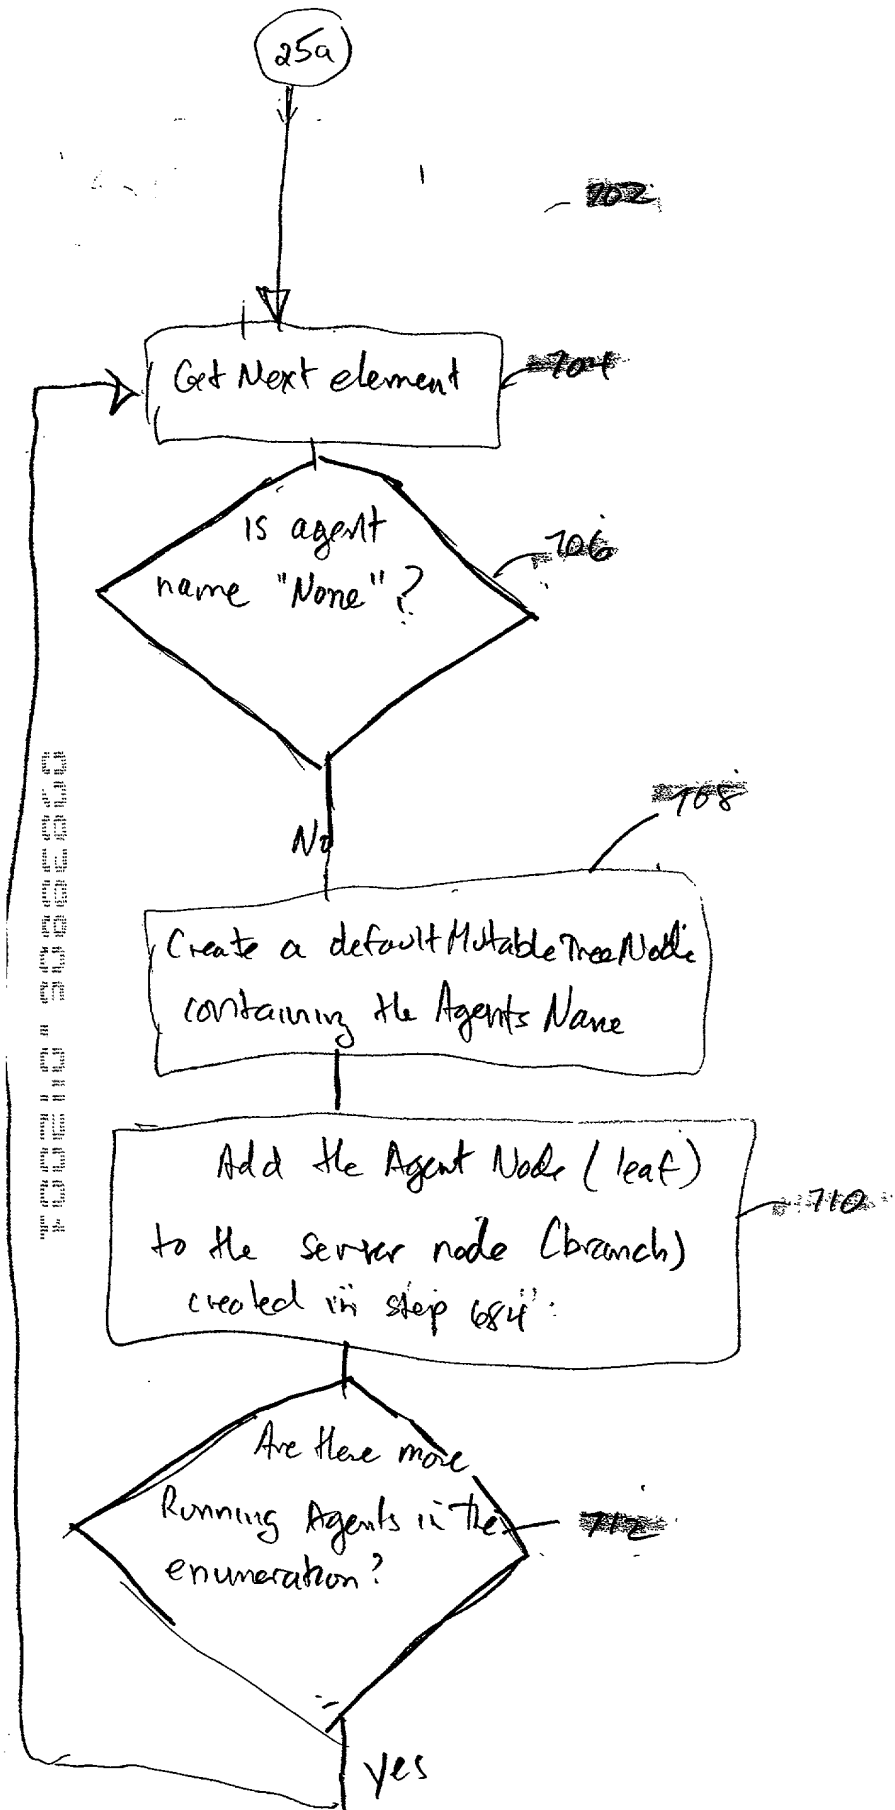 25a
702
Get Next element
704
Is agent
name "None"?
706
No
708
Create a defaultMutableTreeNode
containing the Agents Name
Add the Agent Node (leaf)
to the server node (branch)
created in step 684
710
Are there more
Running Agents in the
enumeration?
712
yes